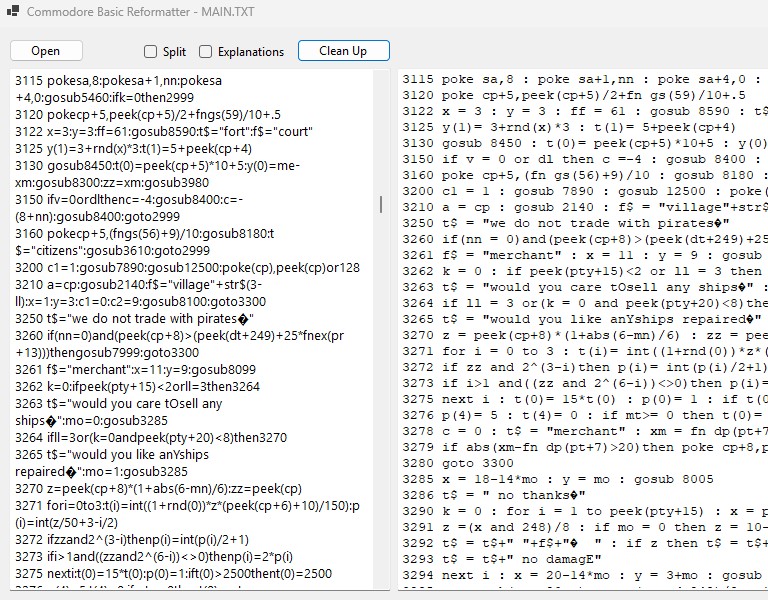 Commodore Basic Reformatter - MAIN.TXT
Open
Split
Explanations
Clean Up
3115 pokesa,8:pokesa+1,nn:pokesa
+4,0:gosub5460:ifk=0then2999
3120 pokecp+5,peek(cp+5)/2+fngs(59)/10+.5
3122 x=3:y=3:ff=61:gosub8590:t$="fort":f$="court"
3125 y(1)=3+rnd(x)*3:t(1)=5+peek(cp+4)
3130 gosub8450:t(0)=peek(cp+5)*10+5:y(0)=me-
xm:gosub8300:zz=xm:gosub3980
3150 ifv=0ordlthenc=-4:gosub8400:c=-
(8+nn):gosub8400:goto2999
3160 pokecp+5,(fngs(56)+9)/10:gosub8180:t
$="citizens":gosub3610:goto2999
3200 c1=1:gosub7890:gosub12500:poke(cp),peek(cp)or128
3210 a=cp:gosub2140:f$="village"+str$(3-
ll):x=1:y=3:c1=0:c2=9:gosub8100:goto3300
3250 t$="we do not trade with pirates�"
3260 if(nn=0)and(peek(cp+8)>(peek(dt+249)+25*fnex(pr
+13)))thengosub7999:goto3300
3261 f$="merchant":x=11:y=9:gosub8099
3262 k=0:ifpeek(pty+15)<2orll=3then3264
3263 t$="would you care tOsell any
ships�":mo=0:gosub3285
3264 ifll=3or(k=0andpeek(pty+20)<8)then3270
3265 t$="would you like anYships
repaired�":mo=1:gosub3285
3270 z=peek(cp+8)*(1+abs(6-mn)/6):zz=peek(cp)
3271 fori=0to3:t(i)=int((1+rnd(0))*z*(peek(cp+6)+10)/150):p
(i)=int(z/50+3-i/2)
3272 ifzzand2^(3-i)thenp(i)=int(p(i)/2+1)
3273 ifi>1and((zzand2^(6-i))<>0)thenp(i)=2*p(i)
3275 nexti:t(0)=15*t(0):p(0)=1:ift(0)>2500thent(0)=2500
3115 poke sa,8 : poke sa+1,nn : poke sa+4,0 :
3120 poke cp+5,peek(cp+5)/2+fn gs(59)/10+.5
3122 x = 3 : y = 3 : ff = 61 : gosub 8590 : t$
3125 y(1)= 3+rnd(x)*3 : t(1)= 5+peek(cp+4)
3130 gosub 8450 : t(0)= peek(cp+5)*10+5 : y(0)
3150 if v = 0 or dl then c =-4 : gosub 8400 :
3160 poke cp+5,(fn gs(56)+9)/10 : gosub 8180 :
3200 c1 = 1 : gosub 7890 : gosub 12500 : poke(
3210 a = cp : gosub 2140 : f$ = "village"+str$
3250 t$ = "we do not trade with pirates�"
3260 if(nn = 0)and(peek(cp+8)>(peek(dt+249)+25
3261 f$ = "merchant" : x = 11 : y = 9 : gosub
3262 k = 0 : if peek(pty+15)<2 or ll = 3 then
3263 t$ = "would you care tOsell any ships�" :
3264 if ll = 3 or(k = 0 and peek(pty+20)<8)the
3265 t$ = "would you like anYships repaired�"
3270 z = peek(cp+8)*(1+abs(6-mn)/6) : zz = pee
3271 for i = 0 to 3 : t(i)= int((1+rnd(0))*z*(
3272 if zz and 2^(3-i)then p(i)= int(p(i)/2+1)
3273 if i>1 and((zz and 2^(6-i))<>0)then p(i)=
3275 next i : t(0)= 15*t(0) : p(0)= 1 : if t(0
3276 p(4)= 5 : t(4)= 0 : if mt>= 0 then t(0)=
3278 c = 0 : t$ = "merchant" : xm = fn dp(pt+7
3279 if abs(xm-fn dp(pt+7)>20)then poke cp+8,p
3280 goto 3300
3285 x = 18-14*mo : y = mo : gosub 8005
3286 t$ = " no thanks�"
3290 k = 0 : for i = 1 to peek(pty+15) : x = p
3291 z =(x and 248)/8 : if mo = 0 then z = 10-
3292 t$ = t$+" "+f$+"�  " : if z then t$ = t$+
3293 t$ = t$+" no damagE"
3294 next i : x = 20-14*mo : y = 3+mo : gosub